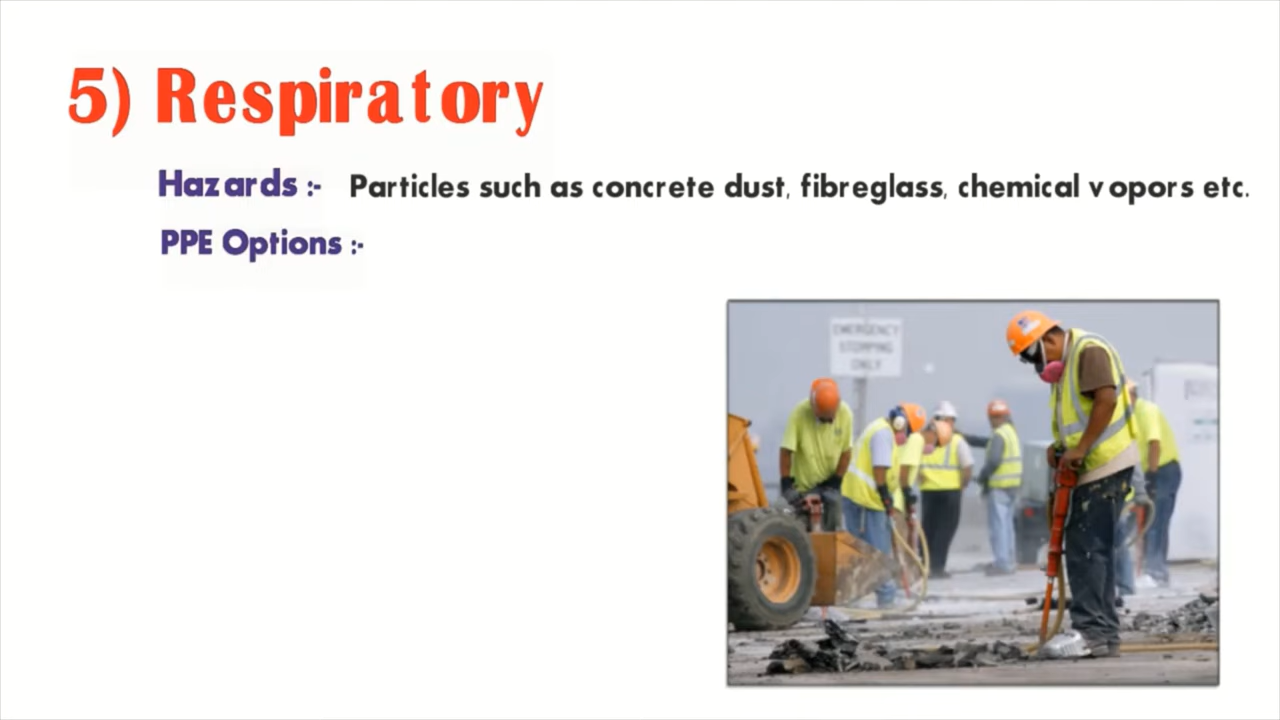 5) Respiratory
Hazards :- Particles such as concrete dust, fibreglass, chemical vopors etc.
PPE Options :-
EMERGENCY
STOPPING
ONLY